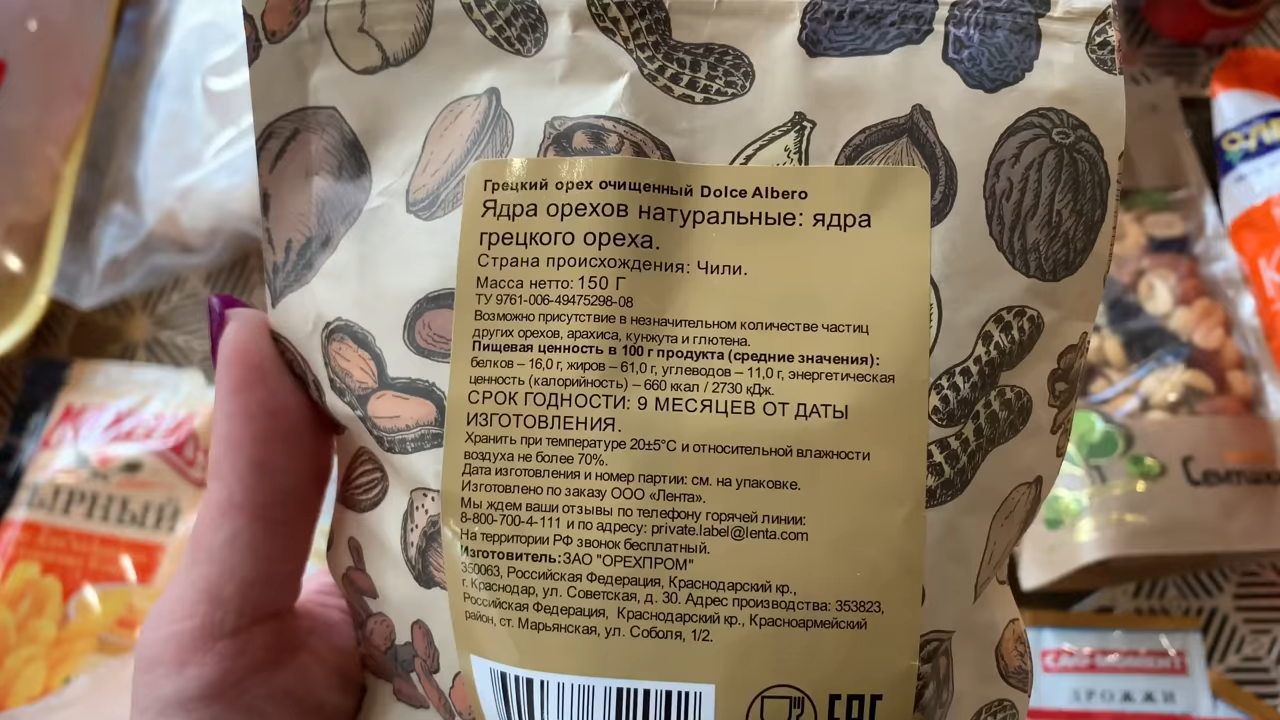 Грецкий орех очищенный Dolce Albero
Ядра орехов натуральные: ядра
грецкого ореха.
Страна происхождения: Чили.
Масса нетто: 150 Г
ТУ 9761-006-49475298-08
Возможно присутствие в незначительном количестве частиц
других орехов, арахиса, кунжута и глютена.
Пищевая ценность в 100 г продукта (средние значения):
белков – 16,0 г, жиров – 61,0 г, углеводов – 11,0 г, энергетическая
ценность (калорийность) – 660 ккал / 2730 кДж.
СРОК ГОДНОСТИ: 9 МЕСЯЦЕВ ОТ ДАТЫ
ИЗГОТОВЛЕНИЯ.
Хранить при температуре 20±5°С и относительной влажности
воздуха не более 70%.
Дата изготовления и номер партии: см. на упаковке.
Изготовлено по заказу ООО «Лента».
Мы ждем ваши отзывы по телефону горячей линии:
8-800-700-4-111 и по адресу: private.label@lenta.com
На территории РФ звонок бесплатный.
Изготовитель: ЗАО "ОРЕХПРОМ"
350063, Российская Федерация, Краснодарский кр.,
г. Краснодар, ул. Советская, д. 30. Адрес производства: 353823,
Российская Федерация, Краснодарский кр., Красноармейский
район, ст. Марьянская, ул. Соболя, 1/2.
EAC
СЫРНЫЙ
САФ-МОМЕНТ
ДРОЖЖИ